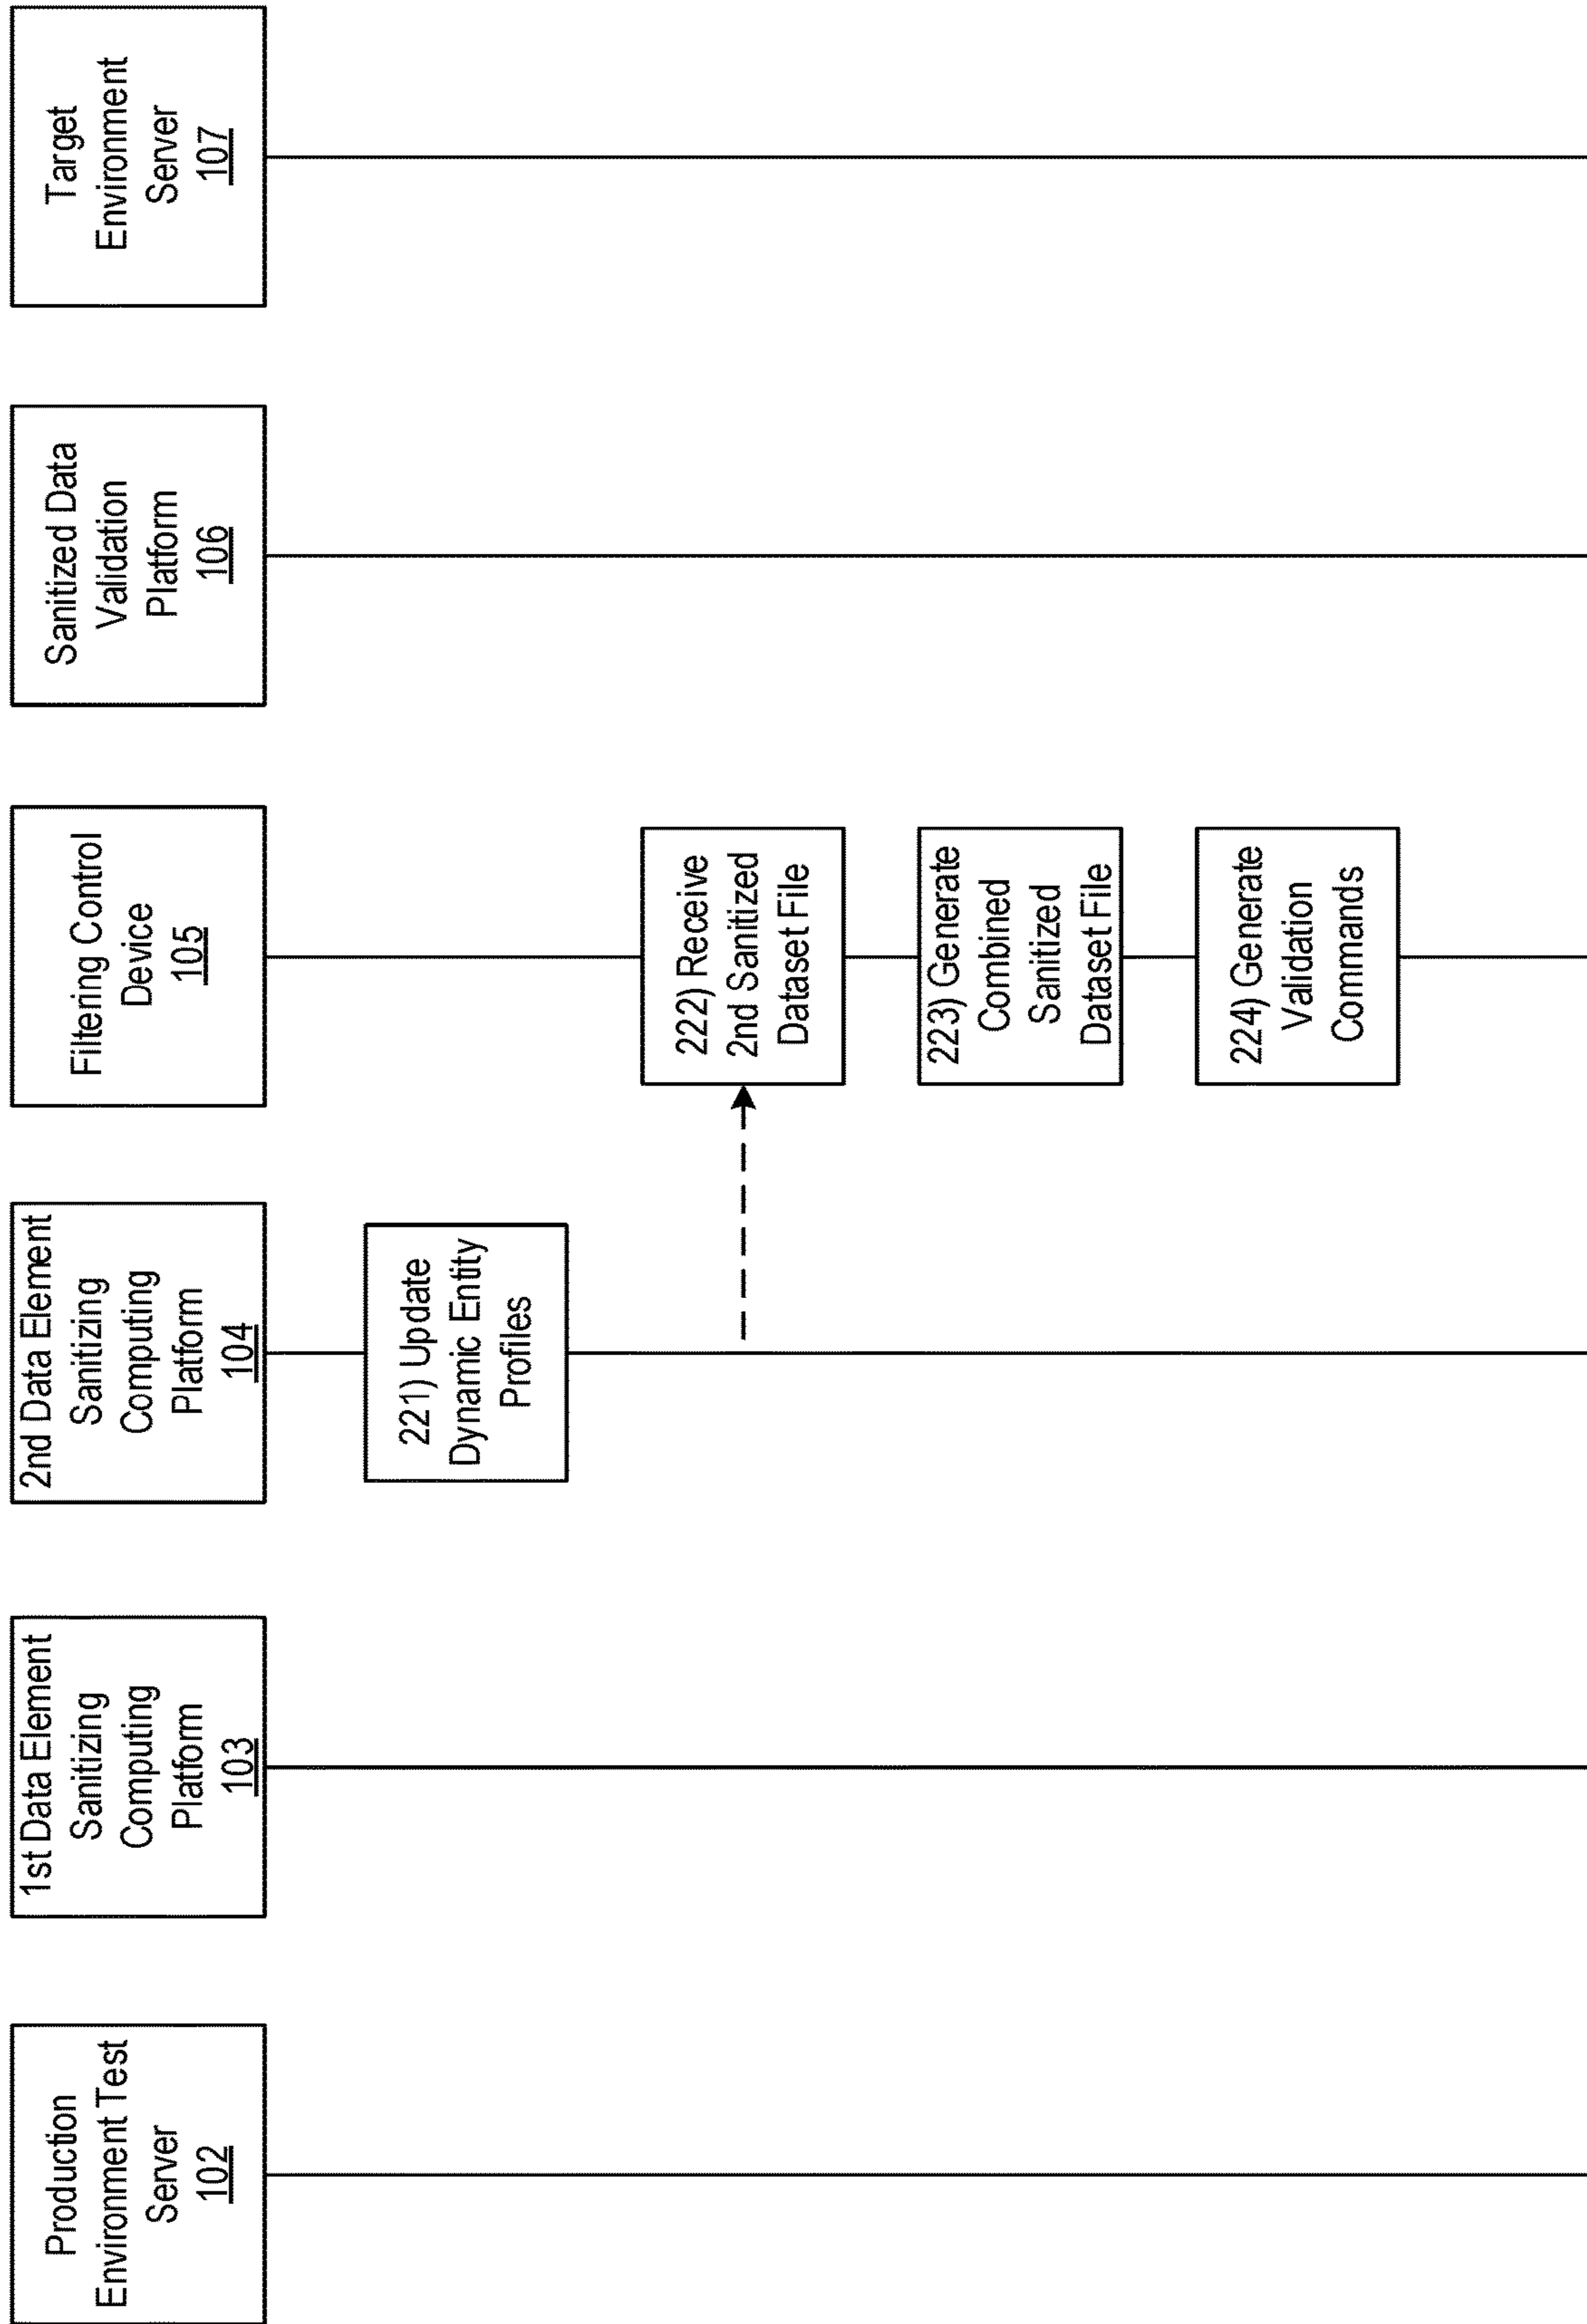 Production
Environment Test
Server
102
1st Data Element
Sanitizing
Computing
Platform
103
2nd Data Element
Sanitizing
Computing
Platform
104
Filtering Control
Device
105
Sanitized Data
Validation
Platform
106
Target
Environment
Server
107
221) Update
Dynamic Entity
Profiles
222) Receive
2nd Sanitized
Dataset File
223) Generate
Combined
Sanitized
Dataset File
224) Generate
Validation
Commands